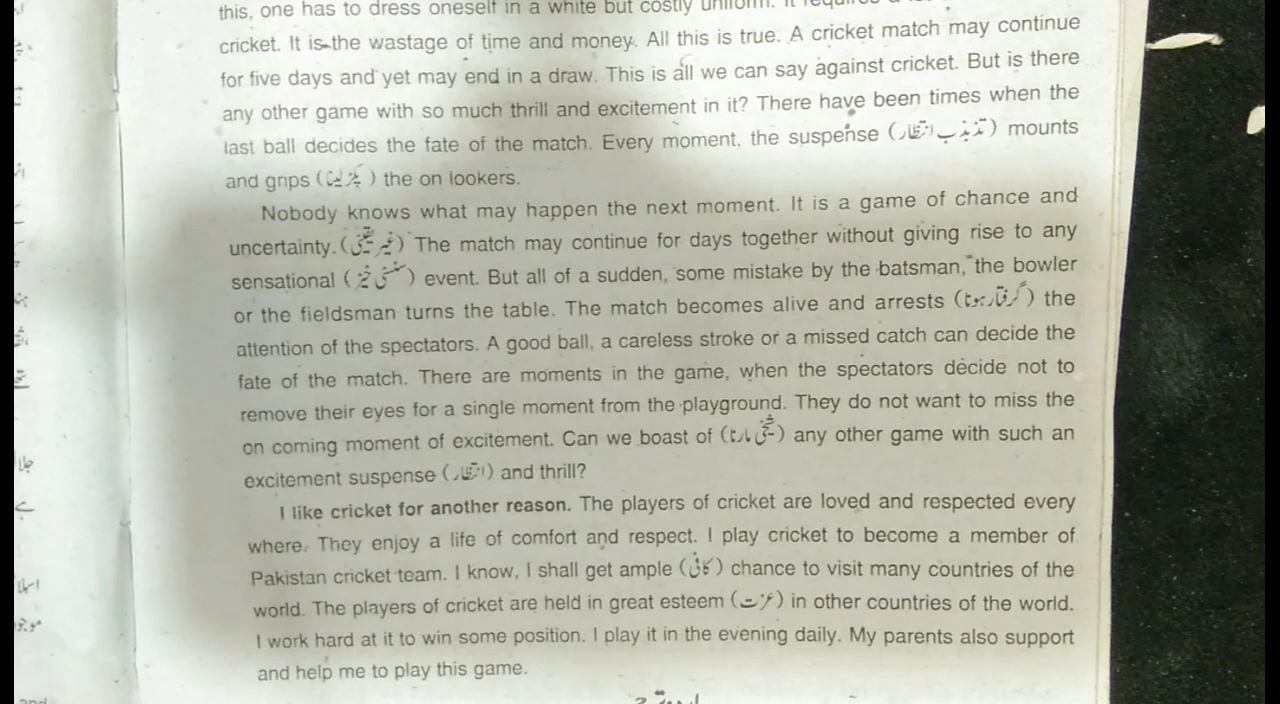 this, one has to dress oneself in a white but costly uniform. It requires a
cricket. It is the wastage of time and money. All this is true. A cricket match may continue
for five days and yet may end in a draw. This is all we can say against cricket. But is there
any other game with so much thrill and excitement in it? There have been times when the
last ball decides the fate of the match. Every moment, the suspense (تذبذب انتظار) mounts
and grips (جکڑ لینا) the on lookers.
Nobody knows what may happen the next moment. It is a game of chance and
uncertainty. (غیر یقینی) The match may continue for days together without giving rise to any
sensational (سنسنی خیز) event. But all of a sudden, some mistake by the batsman, the bowler
or the fieldsman turns the table. The match becomes alive and arrests (گرفتار ہونا) the
attention of the spectators. A good ball, a careless stroke or a missed catch can decide the
fate of the match. There are moments in the game, when the spectators decide not to
remove their eyes for a single moment from the playground. They do not want to miss the
on coming moment of excitement. Can we boast of (شیخی مارنا) any other game with such an
excitement suspense (انتظار) and thrill?
I like cricket for another reason. The players of cricket are loved and respected every
where. They enjoy a life of comfort and respect. I play cricket to become a member of
Pakistan cricket team. I know, I shall get ample (کافی) chance to visit many countries of the
world. The players of cricket are held in great esteem (عزت) in other countries of the world.
I work hard at it to win some position. I play it in the evening daily. My parents also support
and help me to play this game.